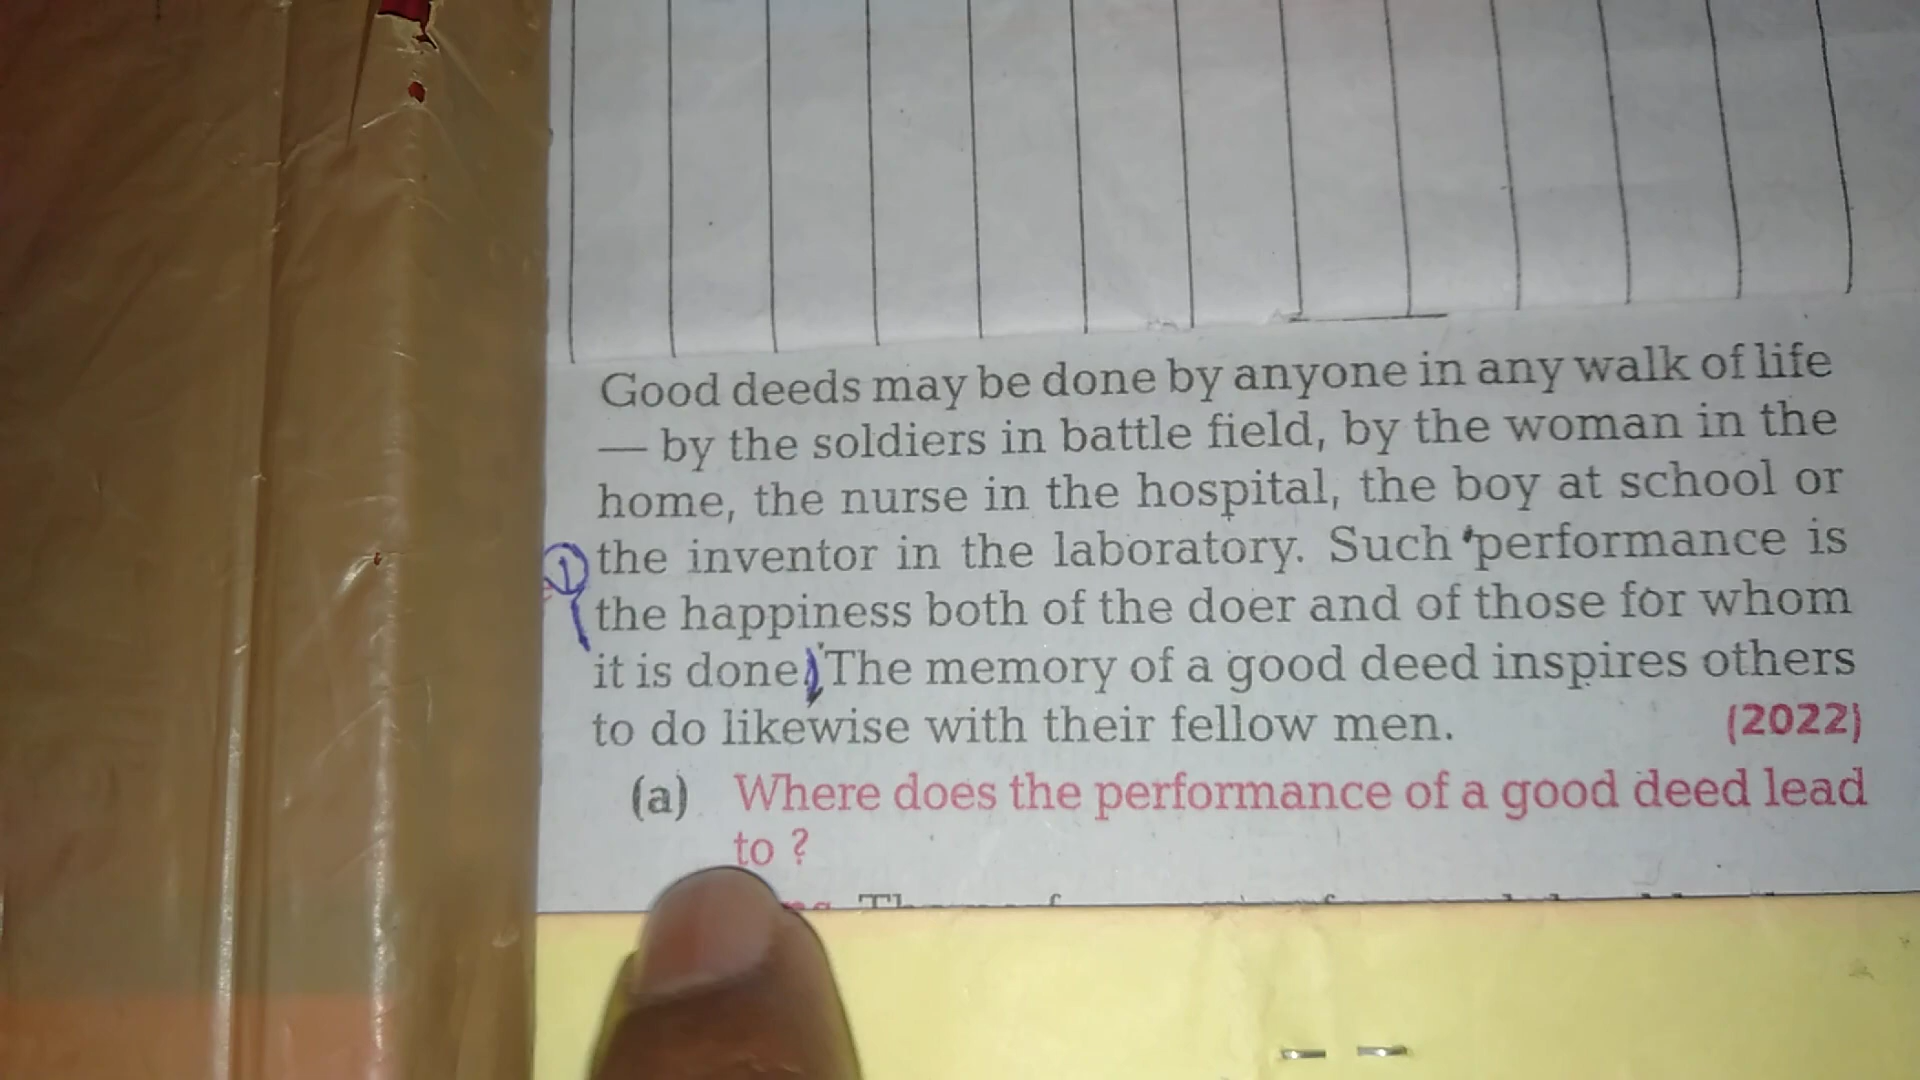 Good deeds may be done by anyone in any walk of life
— by the soldiers in battle field, by the woman in the
home, the nurse in the hospital, the boy at school or
the inventor in the laboratory. Such performance is
the happiness both of the doer and of those for whom
it is done. The memory of a good deed inspires others
to do likewise with their fellow men. (2022)
(a) Where does the performance of a good deed lead
to ?